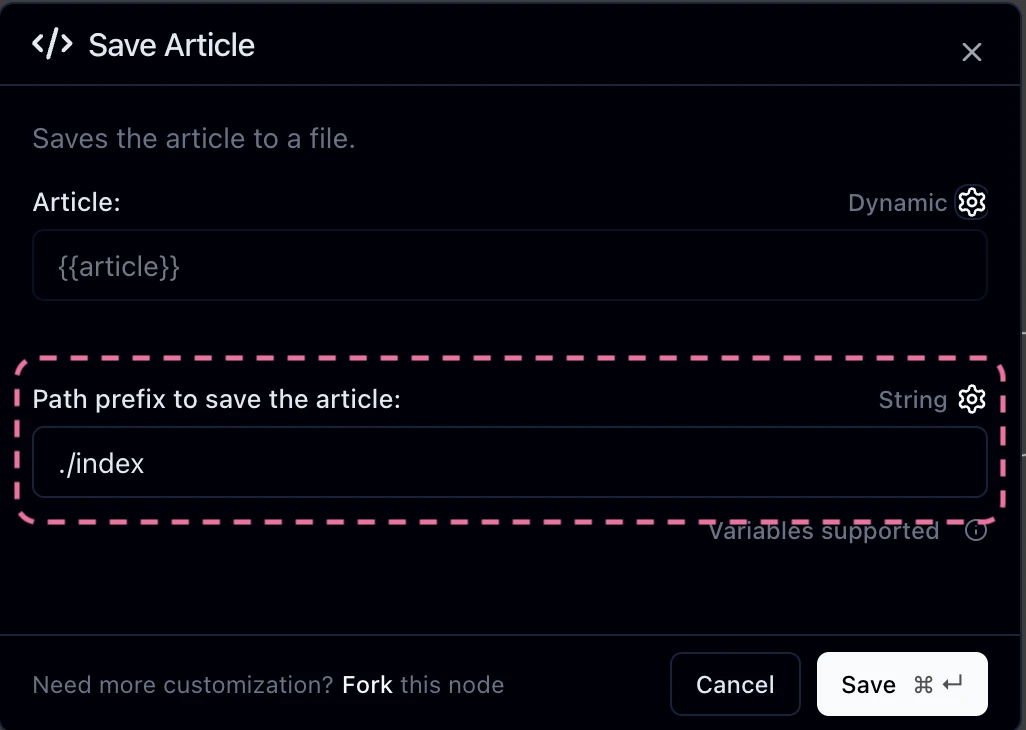 </> Save Article
Saves the article to a file.
Article:
Dynamic
{{article}}
Path prefix to save the article:
String
./index
Variables supported
Need more customization? Fork this node
Cancel
Save ⌘ ↵